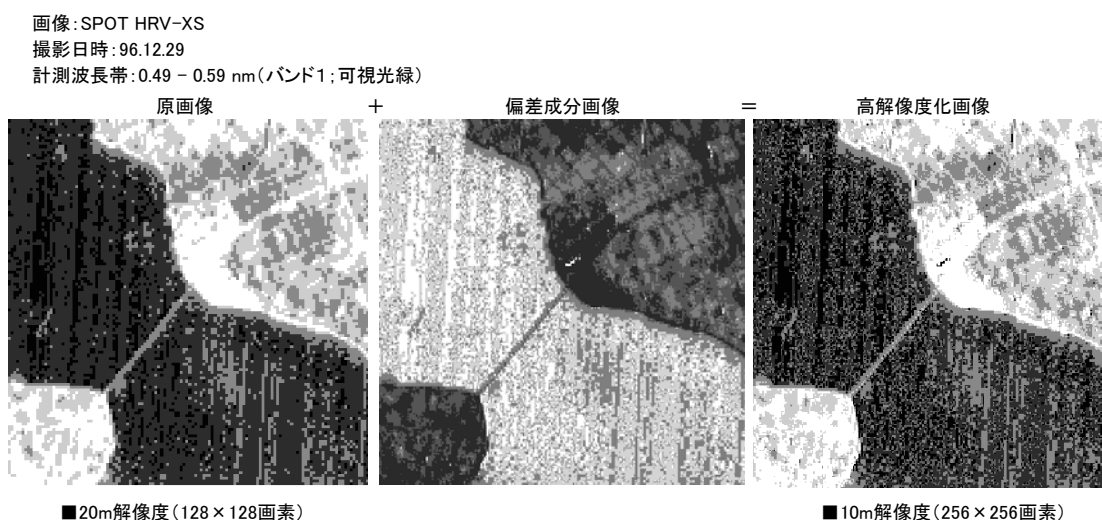 画像：SPOT HRV-XS
撮影日時：96.12.29
計測波長帯：0.49 - 0.59 nm（バンド1；可視光緑）
原画像 + 偏差成分画像 = 高解像度化画像
■20m解像度（128×128画素） ■10m解像度（256×256画素）